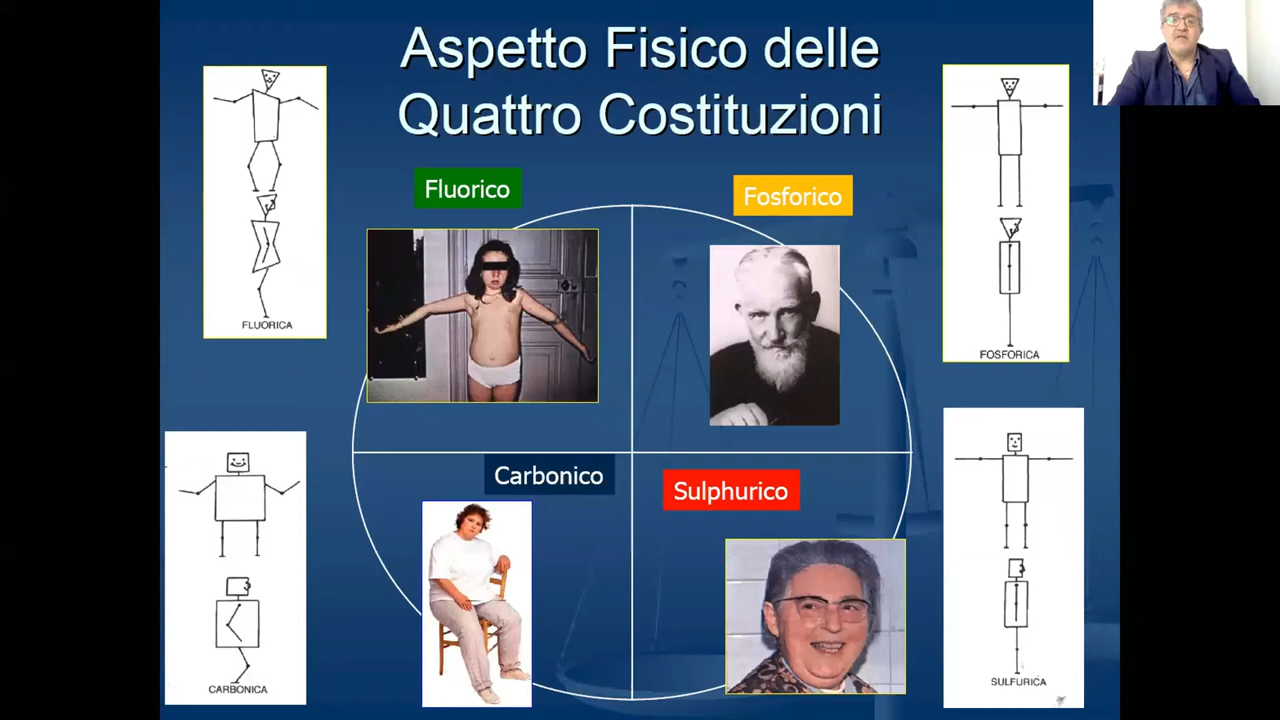 Aspetto Fisico delle
Quattro Costituzioni
Fluorico
Fosforico
FLUORICA
FOSFORICA
Carbonico
Sulphurico
CARBONICA
SULFURICA